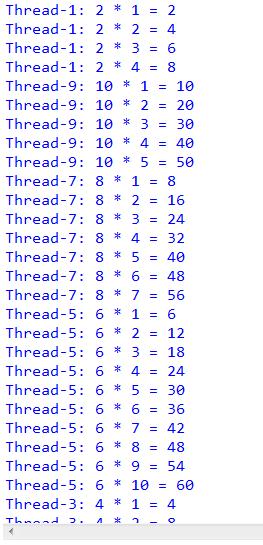 Thread-1: 2 * 1 = 2
Thread-1: 2 * 2 = 4
Thread-1: 2 * 3 = 6
Thread-1: 2 * 4 = 8
Thread-9: 10 * 1 = 10
Thread-9: 10 * 2 = 20
Thread-9: 10 * 3 = 30
Thread-9: 10 * 4 = 40
Thread-9: 10 * 5 = 50
Thread-7: 8 * 1 = 8
Thread-7: 8 * 2 = 16
Thread-7: 8 * 3 = 24
Thread-7: 8 * 4 = 32
Thread-7: 8 * 5 = 40
Thread-7: 8 * 6 = 48
Thread-7: 8 * 7 = 56
Thread-5: 6 * 1 = 6
Thread-5: 6 * 2 = 12
Thread-5: 6 * 3 = 18
Thread-5: 6 * 4 = 24
Thread-5: 6 * 5 = 30
Thread-5: 6 * 6 = 36
Thread-5: 6 * 7 = 42
Thread-5: 6 * 8 = 48
Thread-5: 6 * 9 = 54
Thread-5: 6 * 10 = 60
Thread-3: 4 * 1 = 4
Thread-3: 4 * 2 = 8